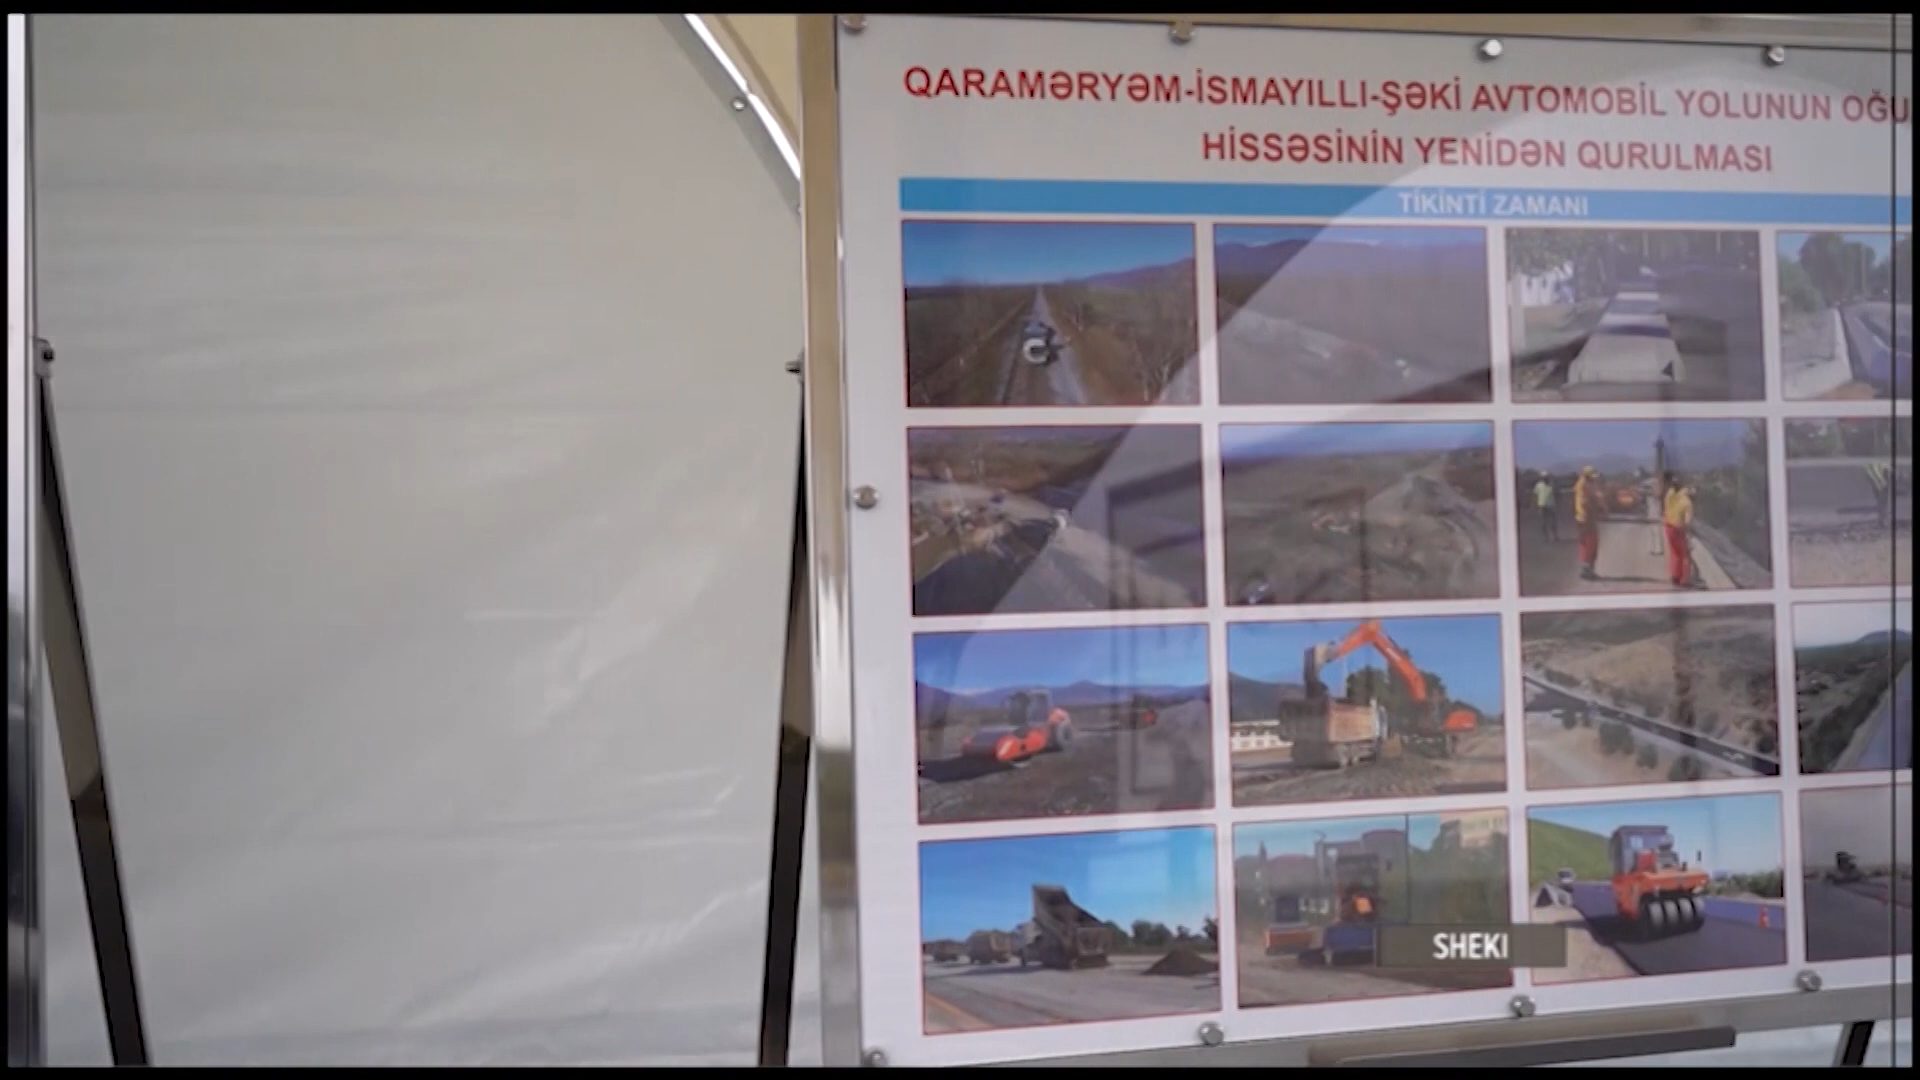 QARAMƏRYƏM-İSMAYILLI-ŞƏKİ AVTOMOBİL YOLUNUN
HİSSƏSİNİN YENİDƏN QURULMASI
TİKİNTİ ZAMANI
SHEKI